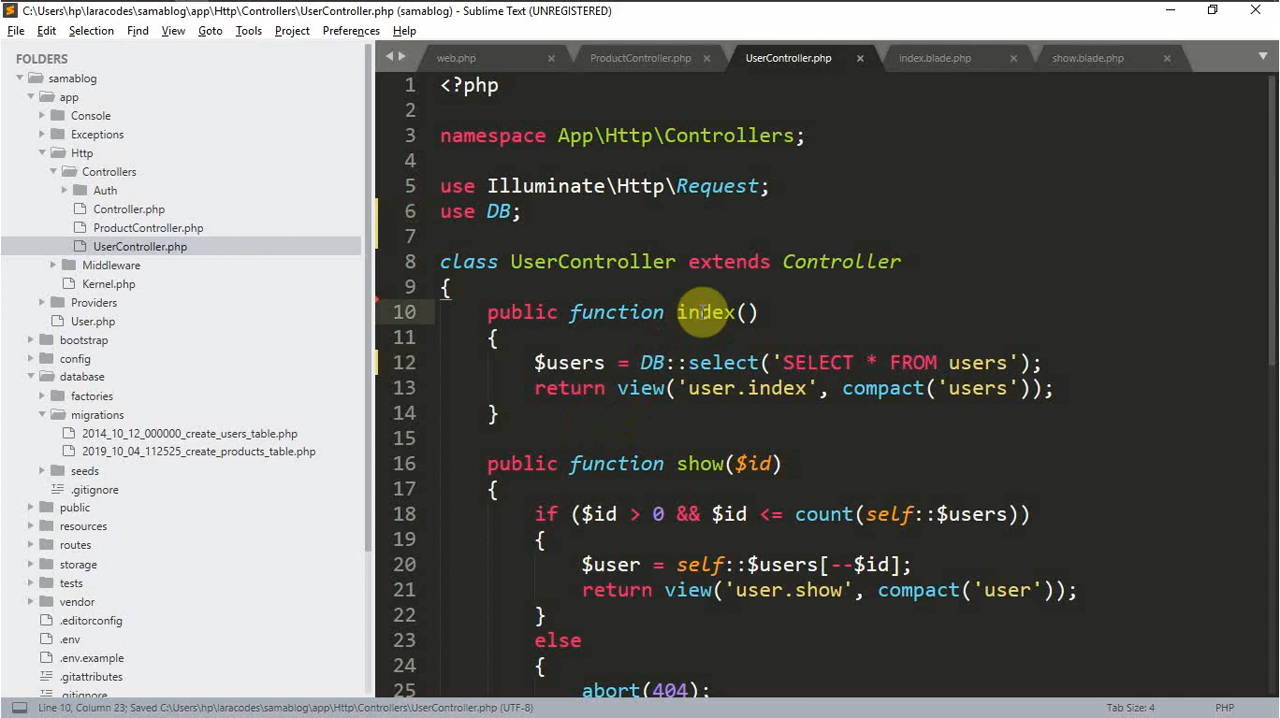 C:\Users\hp\laracodes\samablog\app\Http\Controllers\UserController.php (samablog) - Sublime Text (UNREGISTERED)
File Edit Selection Find View Goto Tools Project Preferences Help
FOLDERS
samablog
app
Console
Exceptions
Http
Controllers
Auth
Controller.php
ProductController.php
UserController.php
Middleware
Kernel.php
Providers
User.php
bootstrap
config
database
factories
migrations
2014_10_12_000000_create_users_table.php
2019_10_04_112525_create_products_table.php
seeds
.gitignore
public
resources
routes
storage
tests
vendor
.editorconfig
.env
.env.example
.gitattributes
.gitignore
web.php ProductController.php UserController.php index.blade.php show.blade.php
1 <?php
2
3 namespace App\Http\Controllers;
4
5 use Illuminate\Http\Request;
6 use DB;
7
8 class UserController extends Controller
9 {
10 public function index()
11 {
12 $users = DB::select('SELECT * FROM users');
13 return view('user.index', compact('users'));
14 }
15
16 public function show($id)
17 {
18 if ($id > 0 && $id <= count(self::$users))
19 {
20 $user = self::$users[--$id];
21 return view('user.show', compact('user'));
22 }
23 else
24 {
25 abort(404);
Line 10, Column 23; Saved C:\Users\hp\laracodes\samablog\app\Http\Controllers\UserController.php (UTF-8) Tab Size: 4 PHP